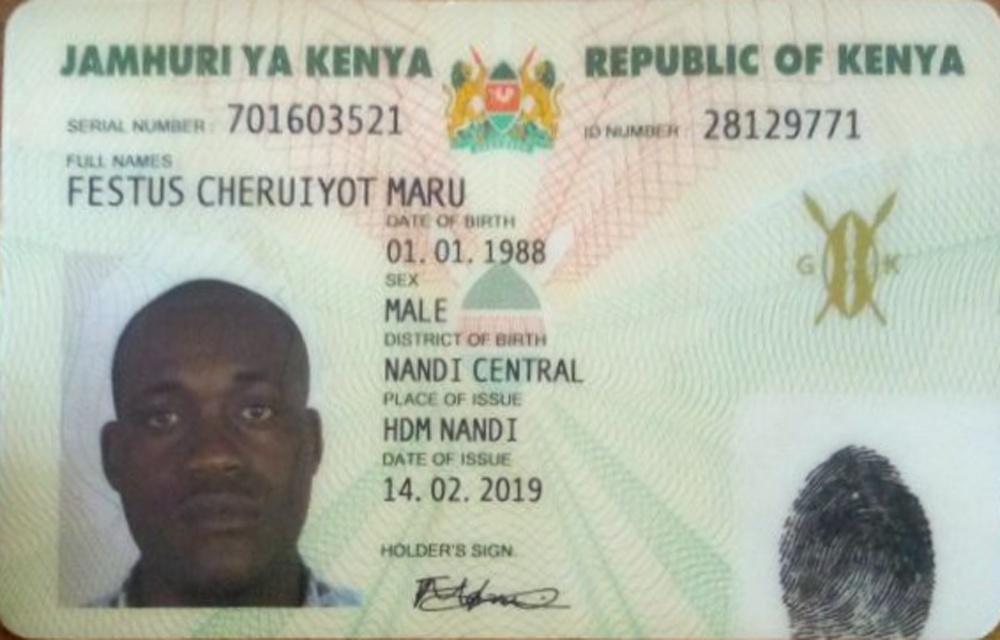 JAMHURI YA KENYA REPUBLIC OF KENYA
SERIAL NUMBER : 701603521 ID NUMBER : 28129771
FULL NAMES
FESTUS CHERUIYOT MARU
DATE OF BIRTH
01. 01. 1988
SEX
MALE
DISTRICT OF BIRTH
NANDI CENTRAL
PLACE OF ISSUE
HDM NANDI
DATE OF ISSUE
14. 02. 2019
HOLDER'S SIGN.
G K